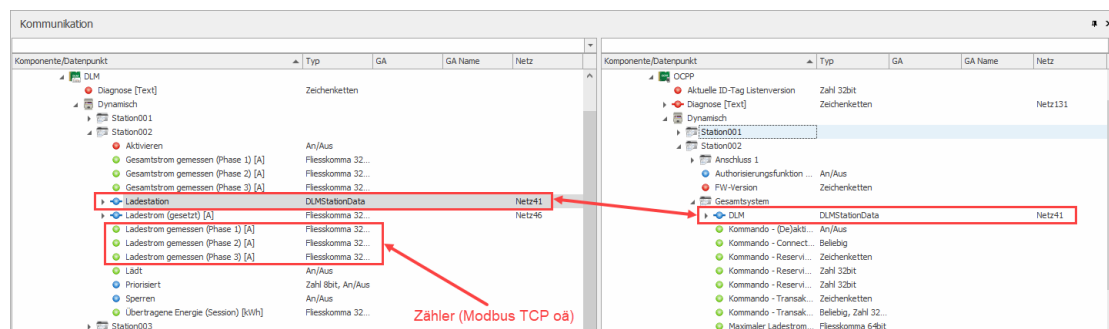 Kommunikation
Komponente/Datenpunkt Typ GA GA Name Netz
DLM
Diagnose [Text] Zeichenketten
Dynamisch
Station001
Station002
Aktivieren An/Aus
Gesamtstrom gemessen (Phase 1) [A] Fliesskomma 32...
Gesamtstrom gemessen (Phase 2) [A] Fliesskomma 32...
Gesamtstrom gemessen (Phase 3) [A] Fliesskomma 32...
Ladestation DLMStationData Netz41
Ladestrom (gesetzt) [A] Fliesskomma 32... Netz46
Ladestrom gemessen (Phase 1) [A] Fliesskomma 32...
Ladestrom gemessen (Phase 2) [A] Fliesskomma 32...
Ladestrom gemessen (Phase 3) [A] Fliesskomma 32...
Lädt An/Aus
Priorisiert Zahl 8bit, An/Aus
Sperren An/Aus
Übertragene Energie (Session) [kWh] Fliesskomma 32...
Station003
Zähler (Modbus TCP oä)
Komponente/Datenpunkt Typ GA GA Name Netz
OCPP
Aktuelle ID-Tag Listenversion Zahl 32bit
Diagnose [Text] Zeichenketten Netz131
Dynamisch
Station001
Station002
Anschluss 1
Authorisierungsfunktion ... An/Aus
FW-Version Zeichenketten
Gesamtsystem
DLM DLMStationData Netz41
Kommando - (De)akti... An/Aus
Kommando - Connect... Beliebig
Kommando - Reservi... Zeichenketten
Kommando - Reservi... Zahl 32bit
Kommando - Reservi... Zahl 32bit
Kommando - Transak... Zeichenketten
Kommando - Transak... Beliebig, Zahl 32...
Maximaler Ladestrom... Fliesskomma 64bit